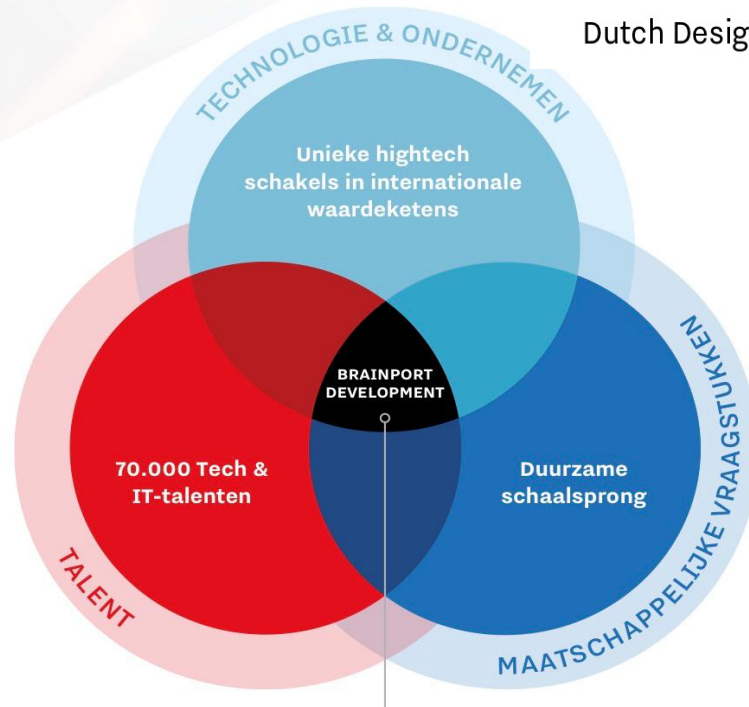 Dutch Desig
TECHNOLOGIE & ONDERNEMEN
Unieke hightech
schakels in internationale
waardeketens
BRAINPORT
DEVELOPMENT
70.000 Tech &
IT-talenten
Duurzame
schaalsprong
TALENT
MAATSCHAPPELIJKE VRAAGSTUKKEN